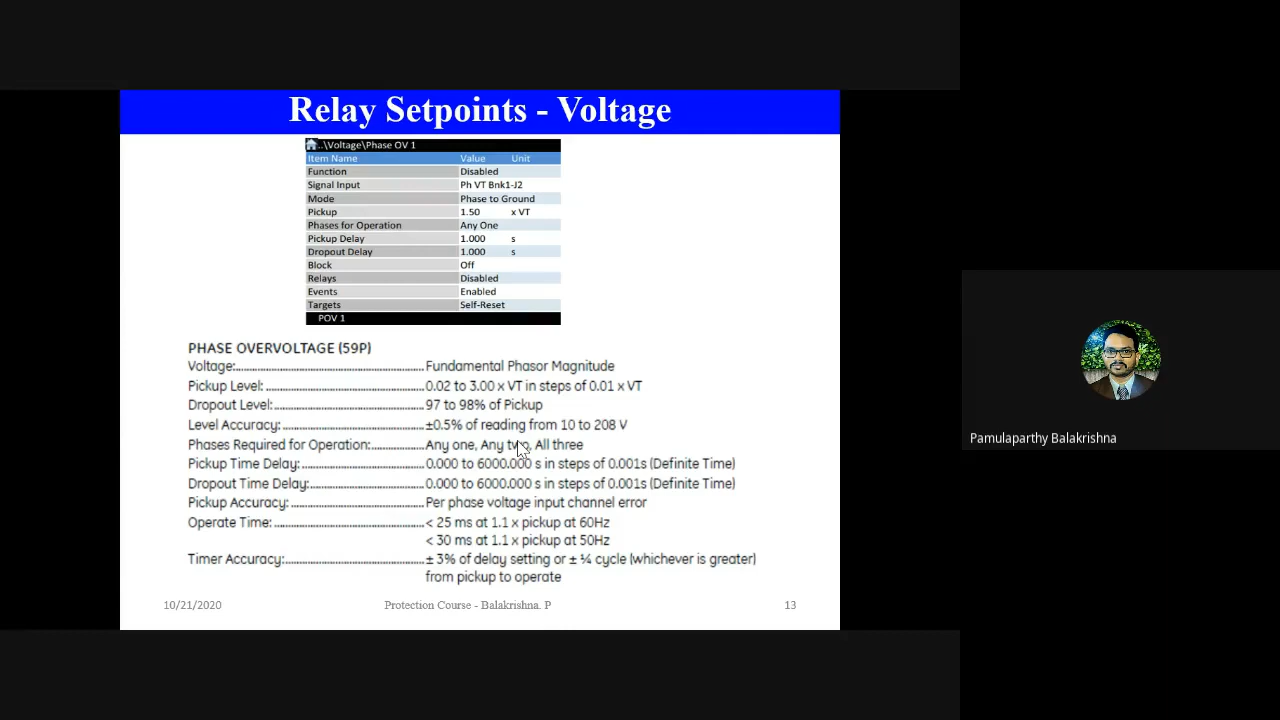 Relay Setpoints - Voltage
..\Voltage\Phase OV 1
Item Name Value Unit
Function Disabled
Signal Input Ph VT Bnk1-J2
Mode Phase to Ground
Pickup 1.50 x VT
Phases for Operation Any One
Pickup Delay 1.000 s
Dropout Delay 1.000 s
Block Off
Relays Disabled
Events Enabled
Targets Self-Reset
POV 1
PHASE OVERVOLTAGE (59P)
Voltage:..................Fundamental Phasor Magnitude
Pickup Level: ..................0.02 to 3.00 x VT in steps of 0.01 x VT
Dropout Level:..................97 to 98% of Pickup
Level Accuracy: ..................±0.5% of reading from 10 to 208 V
Phases Required for Operation:..................Any one, Any two, All three
Pickup Time Delay: ..................0.000 to 6000.000 s in steps of 0.001s (Definite Time)
Dropout Time Delay:..................0.000 to 6000.000 s in steps of 0.001s (Definite Time)
Pickup Accuracy: ..................Per phase voltage input channel error
Operate Time: ..................< 25 ms at 1.1 x pickup at 60Hz
< 30 ms at 1.1 x pickup at 50Hz
Timer Accuracy:..................± 3% of delay setting or ± ¼ cycle (whichever is greater)
from pickup to operate
10/21/2020 Protection Course - Balakrishna. P 13
Pamulaparthy Balakrishna